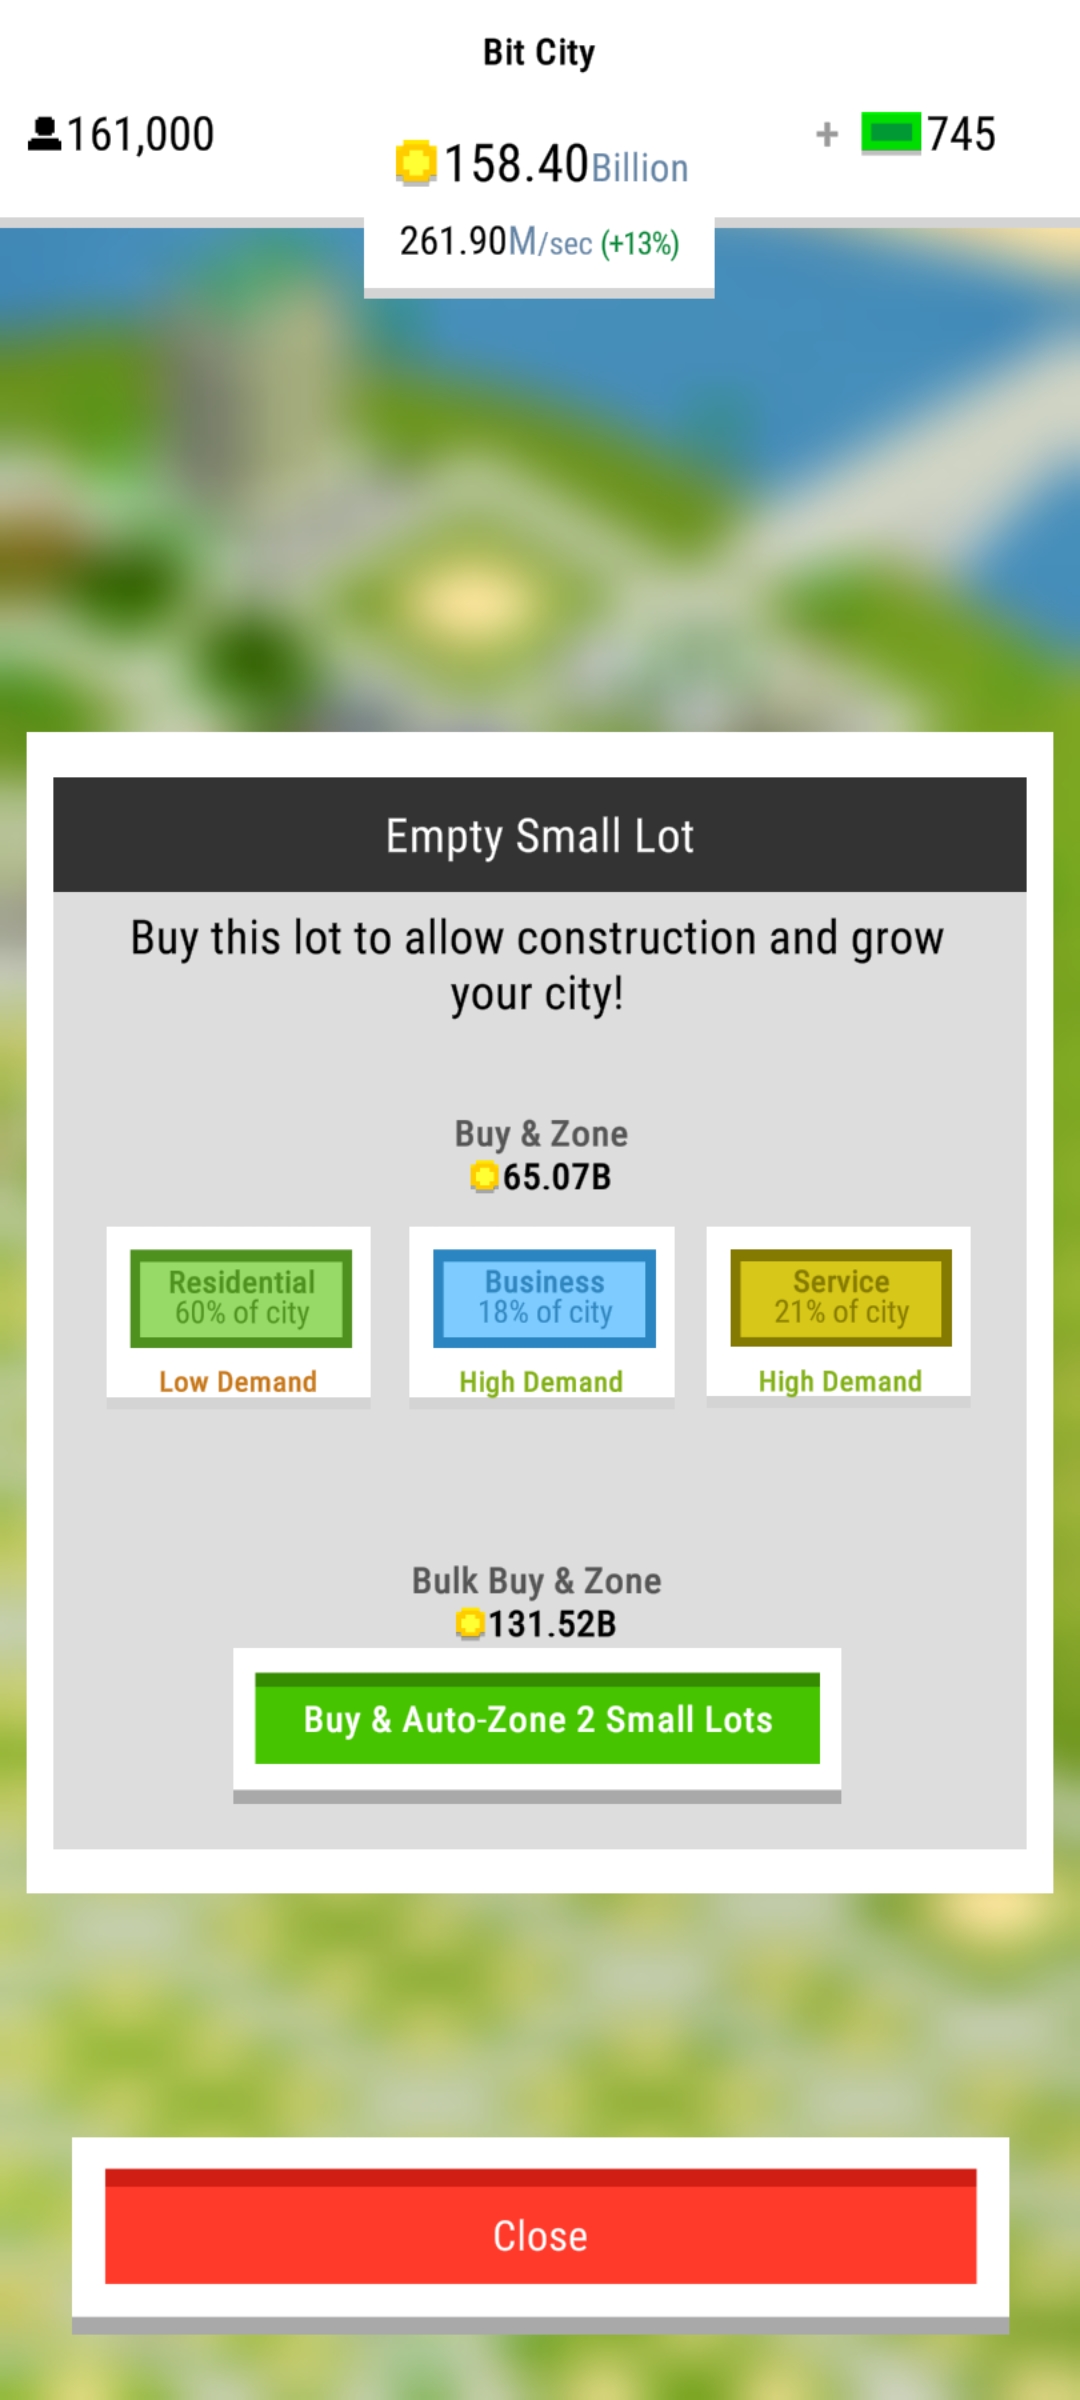 Bit City
161,000
158.40Billion
+ 745
261.90M/sec (+13%)
Empty Small Lot
Buy this lot to allow construction and grow
your city!
Buy & Zone
65.07B
Residential
60% of city
Low Demand
Business
18% of city
High Demand
Service
21% of city
High Demand
Bulk Buy & Zone
131.52B
Buy & Auto-Zone 2 Small Lots
Close